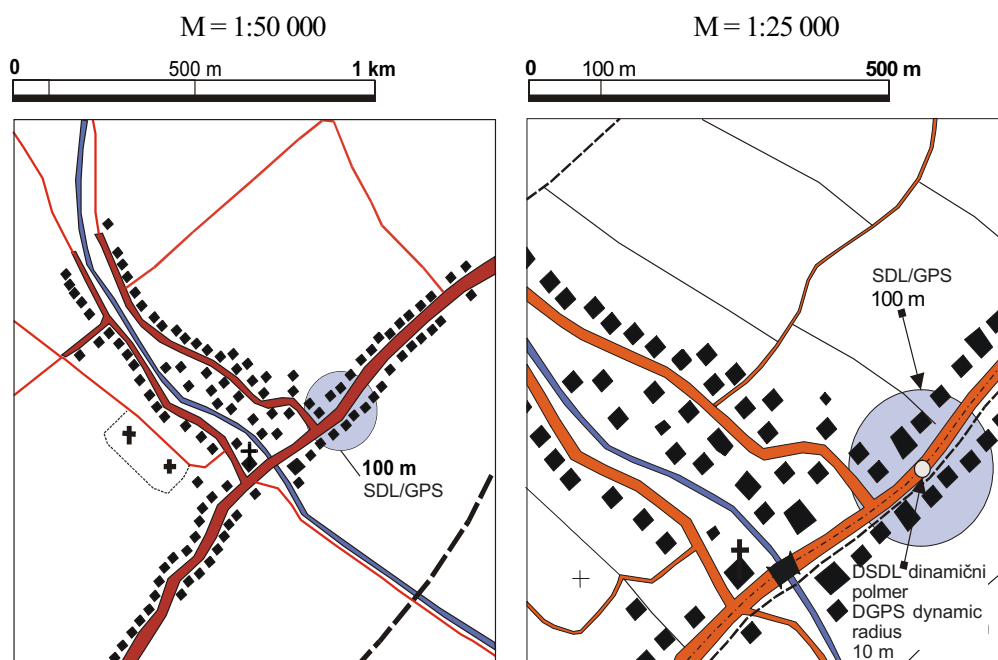 M = 1:50 000
0 500 m 1 km
100 m
SDL/GPS
M = 1:25 000
0 100 m 500 m
SDL/GPS
100 m
DSDL dinamični
polmer
DGPS dynamic
radius
10 m